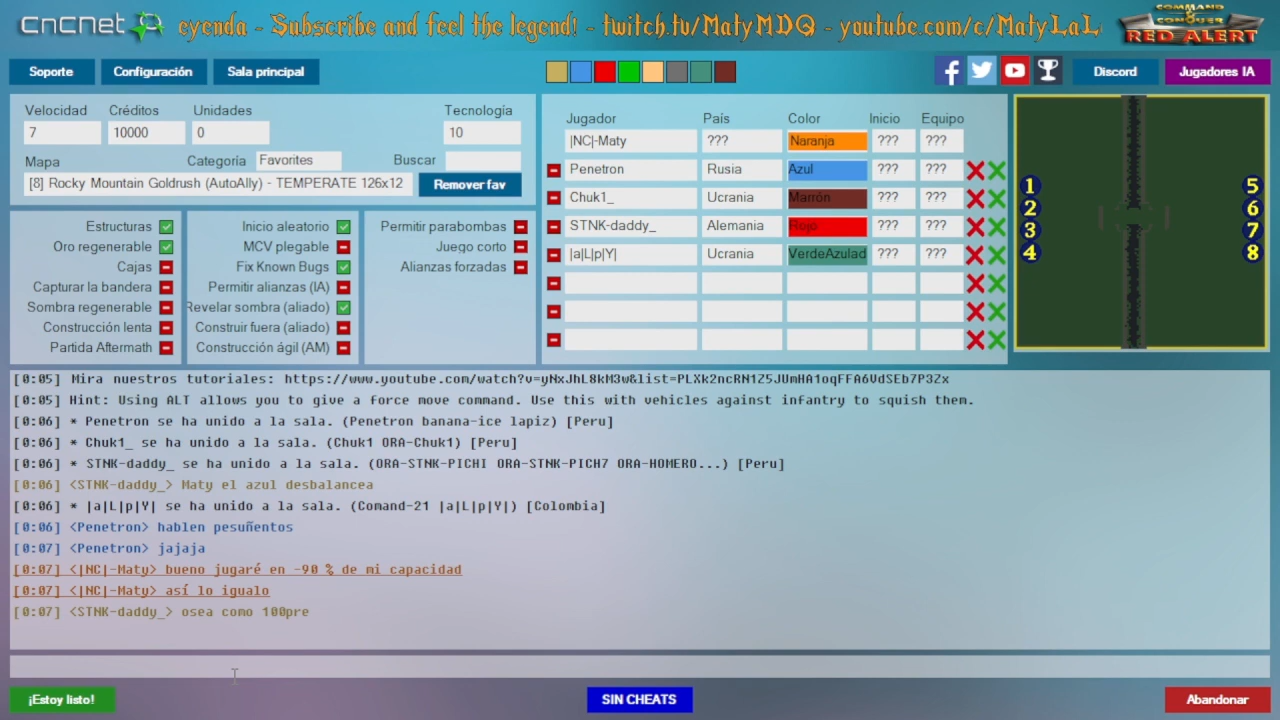 CnCNet
eyenda - Subscribe and feel the legend! - twitch.tv/MatyMDQ - youtube.com/c/MatyLaL
COMMAND & CONQUER
RED ALERT
Soporte Configuración Sala principal
Discord Jugadores IA
Velocidad Créditos Unidades Tecnología
7 10000 0 10
Mapa Categoría Favorites Buscar
[8] Rocky Mountain Goldrush (AutoAlly) - TEMPERATE 126x12 Remover fav
Estructuras
Oro regenerable
Cajas
Capturar la bandera
Sombra regenerable
Construcción lenta
Partida Aftermath
Inicio aleatorio
MCV plegable
Fix Known Bugs
Permitir alianzas (IA)
Revelar sombra (aliado)
Construir fuera (aliado)
Construcción ágil (AM)
Permitir parabombas
Juego corto
Alianzas forzadas
Jugador País Color Inicio Equipo
|NC|-Maty ??? Naranja ??? ???
Penetron Rusia Azul ??? ???
Chuk1_ Ucrania Marrón ??? ???
STNK-daddy_ Alemania Rojo ??? ???
|a|L|p|Y| Ucrania VerdeAzulad ??? ???
1 5
2 6
3 7
4 8
[0:05] Mira nuestros tutoriales: https://www.youtube.com/watch?v=yNxJhL8kM3w&list=PLXk2ncRN1Z5JUmHA1oqFFA6VdSEb7P3Zx
[0:05] Hint: Using ALT allows you to give a force move command. Use this with vehicles against infantry to squish them.
[0:06] * Penetron se ha unido a la sala. (Penetron banana-ice lapiz) [Peru]
[0:06] * Chuk1_ se ha unido a la sala. (Chuk1 ORA-Chuk1) [Peru]
[0:06] * STNK-daddy_ se ha unido a la sala. (ORA-STNK-PICHI ORA-STNK-PICH7 ORA-HOMERO...) [Peru]
[0:06] <STNK-daddy_> Maty el azul desbalancea
[0:06] * |a|L|p|Y| se ha unido a la sala. (Comand-21 |a|L|p|Y|) [Colombia]
[0:06] <Penetron> hablen pesuñentos
[0:07] <Penetron> jajaja
[0:07] <|NC|-Maty> bueno jugaré en -90 % de mi capacidad
[0:07] <|NC|-Maty> así lo igualo
[0:07] <STNK-daddy_> osea como 100pre
¡Estoy listo! SIN CHEATS Abandonar